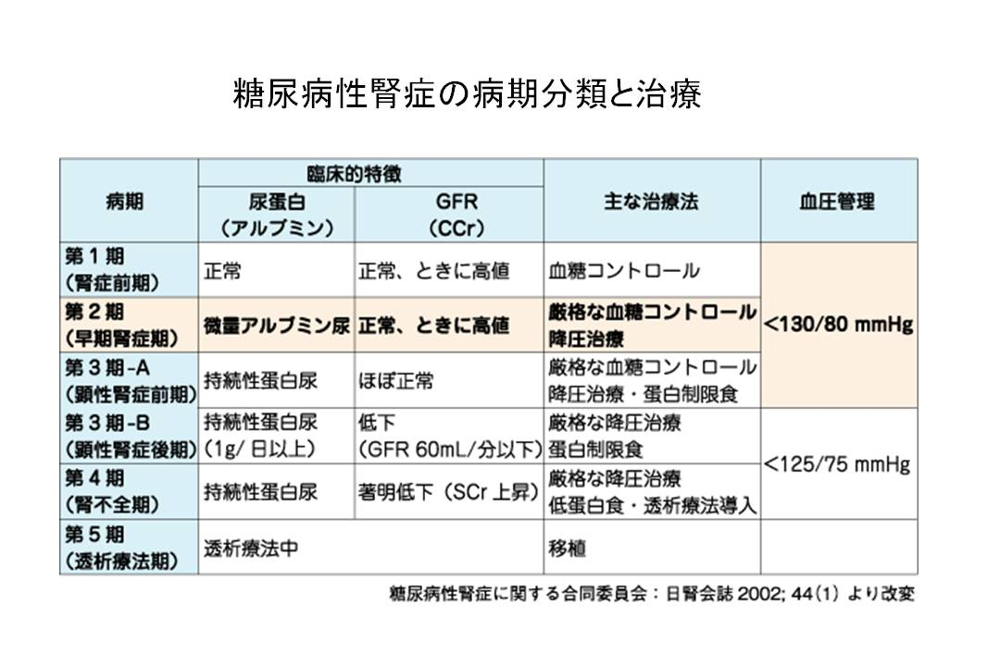 糖尿病性腎症の病期分類と治療
病期
臨床的特徴
尿蛋白
（アルブミン）
GFR
（CCr）
主な治療法
血圧管理
第１期
（腎症前期）
正常
正常、ときに高値
血糖コントロール
第２期
（早期腎症期）
微量アルブミン尿
正常、ときに高値
厳格な血糖コントロール
降圧治療
<130/80 mmHg
第３期-A
（顕性腎症前期）
持続性蛋白尿
ほぼ正常
厳格な血糖コントロール
降圧治療・蛋白制限食
第３期-B
（顕性腎症後期）
持続性蛋白尿
（1g/日以上）
低下
（GFR 60mL/分以下）
厳格な降圧治療
蛋白制限食
<125/75 mmHg
第４期
（腎不全期）
持続性蛋白尿
著明低下（SCr 上昇）
厳格な降圧治療
低蛋白食・透析療法導入
第５期
（透析療法期）
透析療法中
移植
糖尿病性腎症に関する合同委員会：日腎会誌 2002; 44（1） より改変